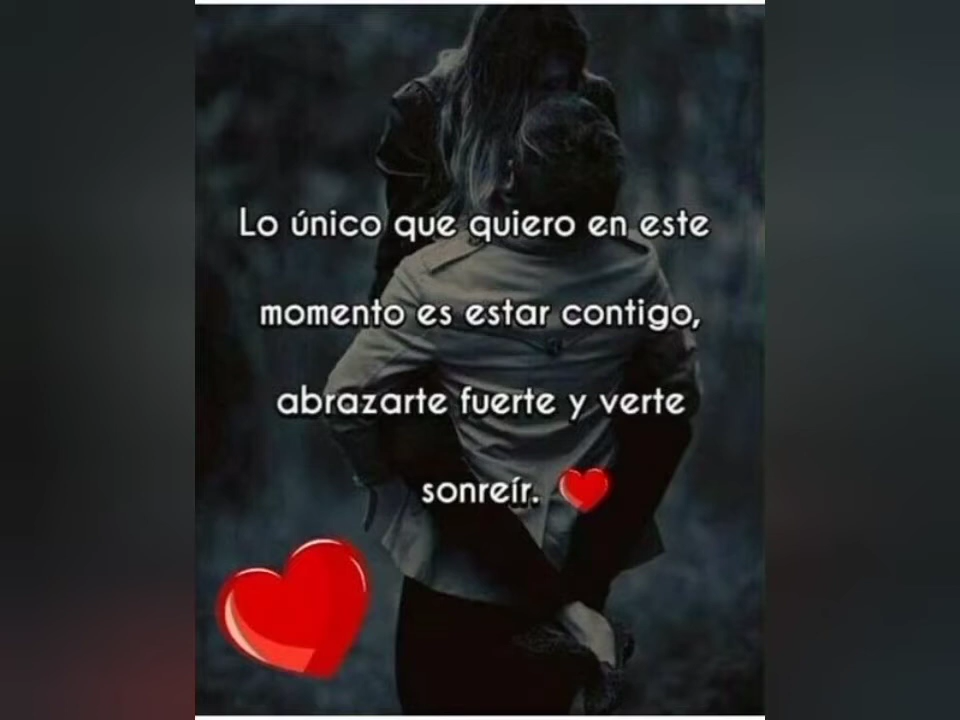 Lo único que quiero en este
momento es estar contigo,
abrazarte fuerte y verte
sonreír.